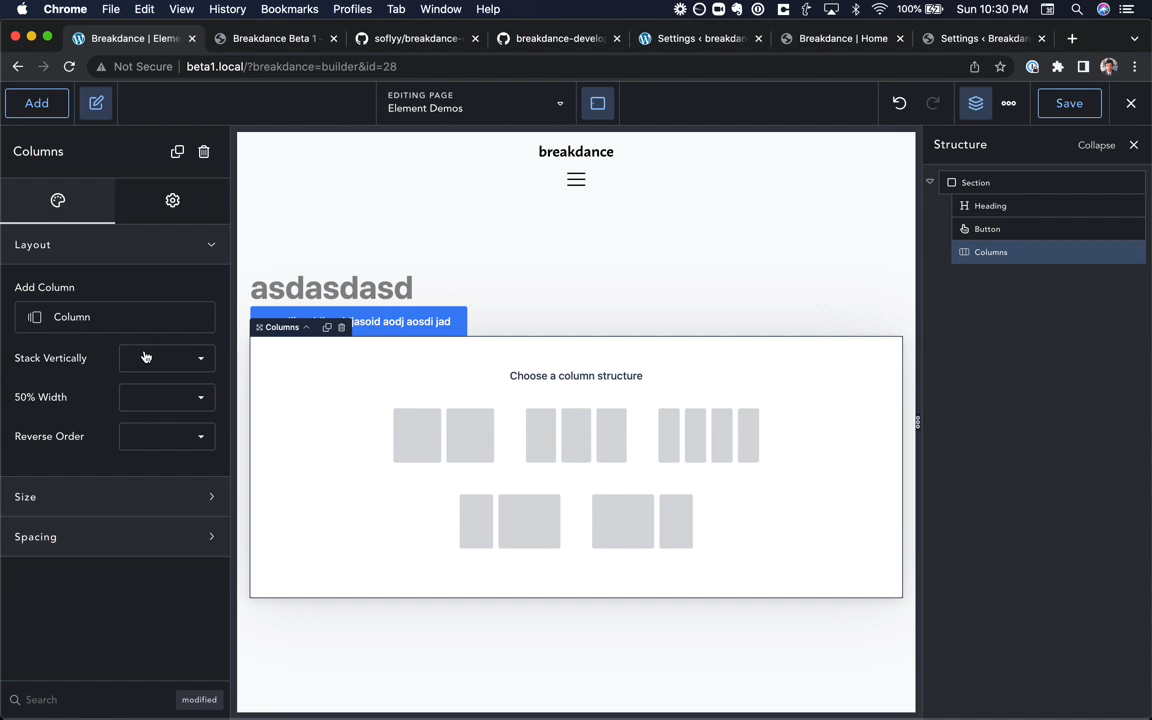 Chrome File Edit View History Bookmarks Profiles Tab Window Help 100% Sun 10:30 PM
Breakdance | Eleme Breakdance Beta 1 - soflyy/breakdance- breakdance-develo Settings ‹ breakdan Breakdance | Home Settings ‹ Breakdan
Not Secure beta1.local/?breakdance=builder&id=28
Add EDITING PAGE Save
Element Demos
Columns
breakdance
Structure Collapse
Section
Heading
Button
Columns
Layout
Add Column
Column
Stack Vertically
50% Width
Reverse Order
Size
Spacing
Search modified
asdasdasd
jasoid aodj aosdi jad
Columns
Choose a column structure